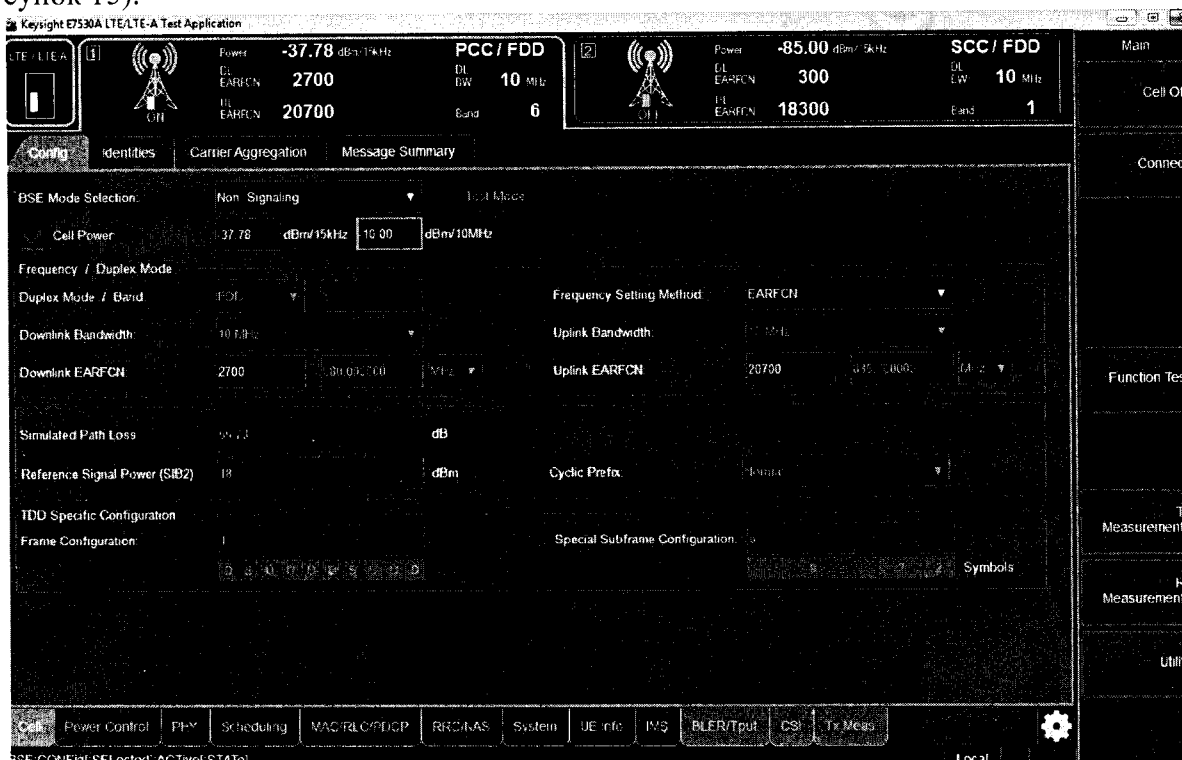 15).
Keysight E7530A LTE/LTE-A Test Application
LTE / LTE-A
1
ON
Power -37.78 dBm/15kHz PCC / FDD
DL EARFCN 2700 DL BW 10 MHz
UL EARFCN 20700 Band 6
2
OFF
Power -85.00 dBm/15kHz SCC / FDD
DL EARFCN 300 DL BW 10 MHz
UL EARFCN 18300 Band 1
Main
Config Identities Carrier Aggregation Message Summary
BSE Mode Selection: Non Signaling Test Mode
Cell Power 37.78 dBm/15kHz 10.00 dBm/10MHz
Frequency / Duplex Mode
Duplex Mode / Band Frequency Setting Method: EARFCN
Downlink Bandwidth: 10 MHz Uplink Bandwidth:
Downlink EARFCN: 2700 MHz Uplink EARFCN: 20700
Simulated Path Loss dB
Reference Signal Power (SIB2) 18 dBm Cyclic Prefix: Normal
TDD Specific Configuration
Frame Configuration: 1 Special Subframe Configuration:
Symbols
Cell Power Control PHY Scheduling MAC/RLC/PDCP RRC/NAS System UE Info IMS BLER/Tput CSI Tx Meas
Cell
Function
Local